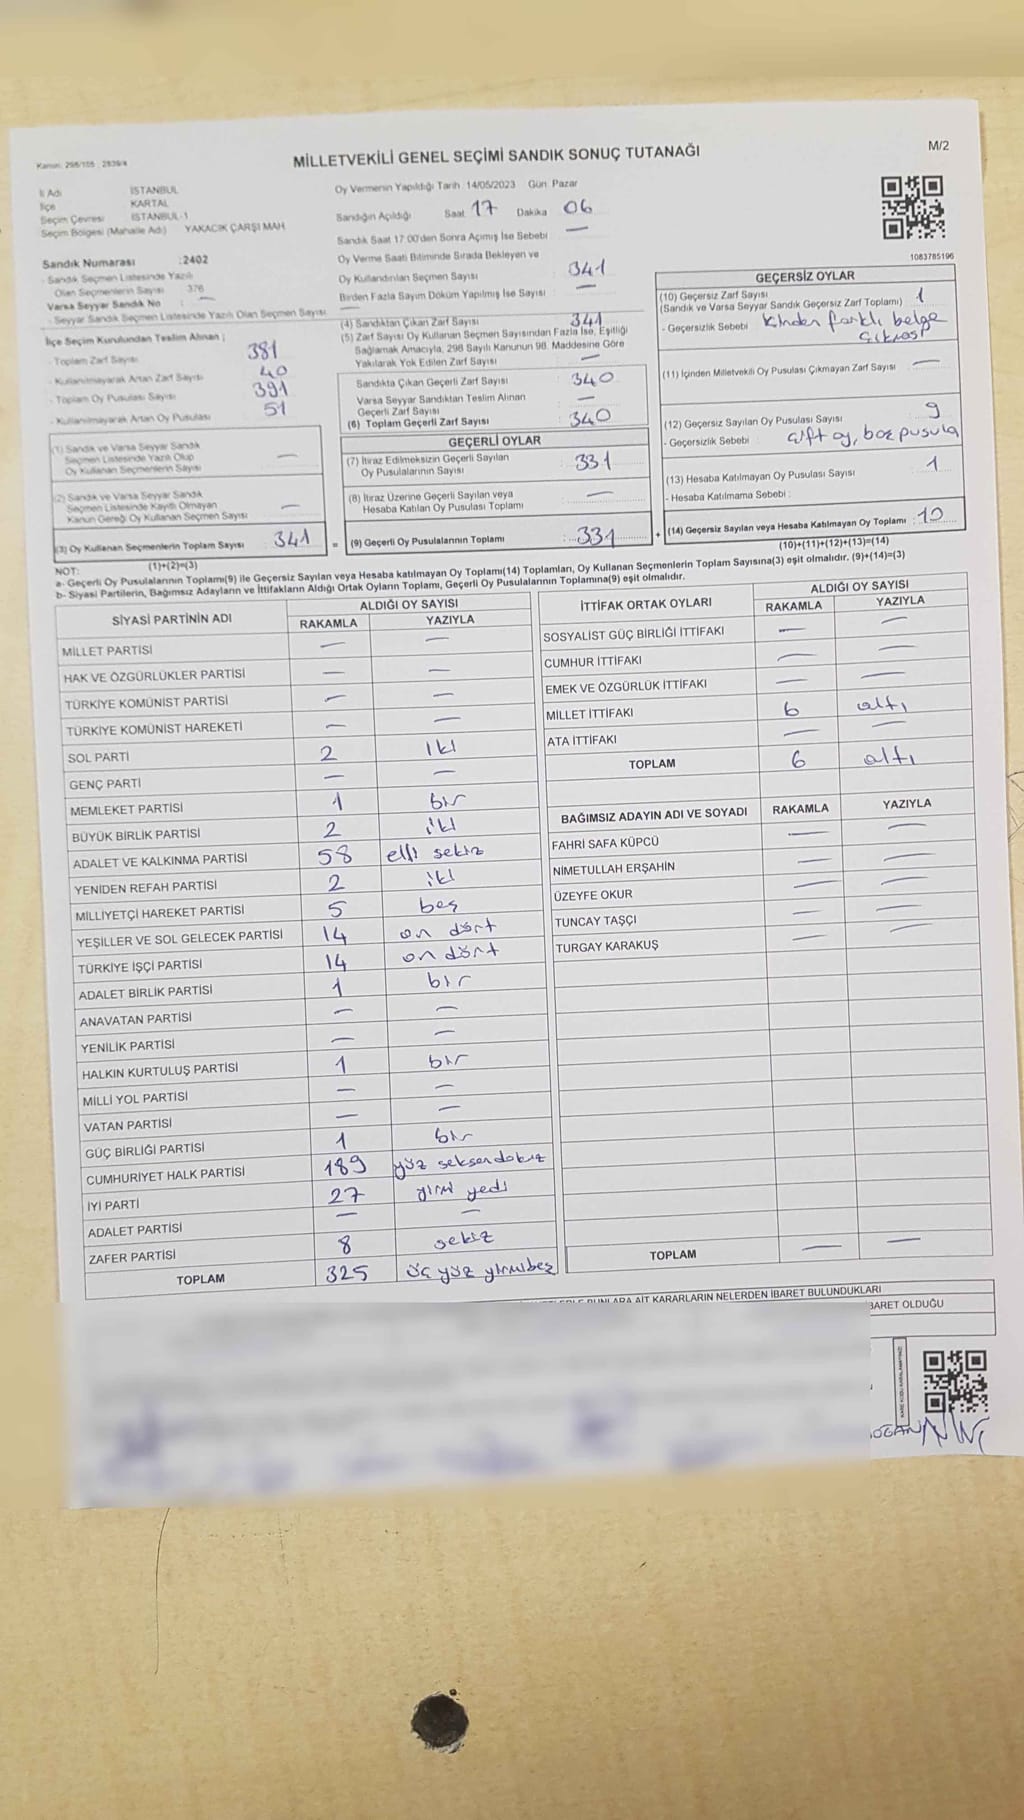 Kanun: 298/105 : 2839/4
MİLLETVEKİLİ GENEL SEÇİMİ SANDIK SONUÇ TUTANAĞI
M/2
İl Adı İSTANBUL
İlçe KARTAL
Seçim Çevresi İSTANBUL-1
Seçim Bölgesi (Mahalle Adı) YAKACIK ÇARŞI MAH
Sandık Numarası :2402
- Sandık Seçmen Listesinde Yazılı
Olan Seçmenlerin Sayısı 376
Varsa Seyyar Sandık No : —
- Seyyar Sandık Seçmen Listesinde Yazılı Olan Seçmen Sayısı
İlçe Seçim Kurulundan Teslim Alınan ;
- Toplam Zarf Sayısı 381
- Kullanılmayarak Artan Zarf Sayısı 40
- Toplam Oy Pusulası Sayısı 391
- Kullanılmayarak Artan Oy Pusulası 51
(1) Sandık ve Varsa Seyyar Sandık
Seçmen Listesinde Yazılı Olup
Oy Kullanan Seçmenlerin Sayısı —
(2) Sandık ve Varsa Seyyar Sandık
Seçmen Listesinde Kayıtlı Olmayan
Kanun Gereği Oy Kullanan Seçmen Sayısı —
(3) Oy Kullanan Seçmenlerin Toplam Sayısı 341
(1)+(2)=(3)
Oy Vermenin Yapıldığı Tarih :14/05/2023 Gün: Pazar
Sandığın Açıldığı Saat 17 Dakika 06
Sandık Saat 17:00'den Sonra Açımış İse Sebebi —
Oy Verme Saati Bitiminde Sırada Bekleyen ve
Oy Kullandırılan Seçmen Sayısı 341
Birden Fazla Sayım Döküm Yapılmış İse Sayısı : —
(4) Sandıktan Çıkan Zarf Sayısı 341
(5) Zarf Sayısı Oy Kullanan Seçmen Sayısından Fazla İse, Eşitliği
Sağlamak Amacıyla, 298 Sayılı Kanunun 98. Maddesine Göre
Yakılarak Yok Edilen Zarf Sayısı —
Sandıkta Çıkan Geçerli Zarf Sayısı 340
Varsa Seyyar Sandıktan Teslim Alınan
Geçerli Zarf Sayısı —
(6) Toplam Geçerli Zarf Sayısı 340
GEÇERLİ OYLAR
(7) İtiraz Edilmeksizin Geçerli Sayılan
Oy Pusulalarının Sayısı : 331
(8) İtiraz Üzerine Geçerli Sayılan veya
Hesaba Katılan Oy Pusulası Toplamı —
= (9) Geçerli Oy Pusulalarının Toplamı : 331 +
1083785196
GEÇERSİZ OYLAR
(10) Geçersiz Zarf Sayısı
(Sandık ve Varsa Seyyar Sandık Geçersiz Zarf Toplamı) 1
- Geçersizlik Sebebi içinden farklı belge
çıkması
(11) İçinden Milletvekili Oy Pusulası Çıkmayan Zarf Sayısı —
(12) Geçersiz Sayılan Oy Pusulası Sayısı 9
- Geçersizlik Sebebi : çift oy, boş pusula
(13) Hesaba Katılmayan Oy Pusulası Sayısı 1
- Hesaba Katılmama Sebebi :
(14) Geçersiz Sayılan veya Hesaba Katılmayan Oy Toplamı : 10
(10)+(11)+(12)+(13)=(14)
NOT:
a- Geçerli Oy Pusulalarının Toplamı(9) ile Geçersiz Sayılan veya Hesaba katılmayan Oy Toplamı(14) Toplamları, Oy Kullanan Seçmenlerin Toplam Sayısına(3) eşit olmalıdır. (9)+(14)=(3)
b- Siyasi Partilerin, Bağımsız Adayların ve İttifakların Aldığı Ortak Oyların Toplamı, Geçerli Oy Pusulalarının Toplamına(9) eşit olmalıdır.
SİYASİ PARTİNİN ADI ALDIĞI OY SAYISI
RAKAMLA YAZIYLA
MİLLET PARTİSİ — —
HAK VE ÖZGÜRLÜKLER PARTİSİ — —
TÜRKİYE KOMÜNİST PARTİSİ — —
TÜRKİYE KOMÜNİST HAREKETİ — —
SOL PARTİ 2 iki
GENÇ PARTİ — —
MEMLEKET PARTİSİ 1 bir
BÜYÜK BİRLİK PARTİSİ 2 iki
ADALET VE KALKINMA PARTİSİ 58 elli sekiz
YENİDEN REFAH PARTİSİ 2 iki
MİLLİYETÇİ HAREKET PARTİSİ 5 beş
YEŞİLLER VE SOL GELECEK PARTİSİ 14 on dört
TÜRKİYE İŞÇİ PARTİSİ 14 on dört
ADALET BİRLİK PARTİSİ 1 bir
ANAVATAN PARTİSİ — —
YENİLİK PARTİSİ — —
HALKIN KURTULUŞ PARTİSİ 1 bir
MİLLİ YOL PARTİSİ — —
VATAN PARTİSİ — —
GÜÇ BİRLİĞİ PARTİSİ 1 bir
CUMHURİYET HALK PARTİSİ 189 yüz seksendokuz
İYİ PARTİ 27 yirmi yedi
ADALET PARTİSİ — —
ZAFER PARTİSİ 8 sekiz
TOPLAM 325 üç yüz yirmibeş
İTTİFAK ORTAK OYLARI ALDIĞI OY SAYISI
RAKAMLA YAZIYLA
SOSYALİST GÜÇ BİRLİĞİ İTTİFAKI — —
CUMHUR İTTİFAKI — —
EMEK VE ÖZGÜRLÜK İTTİFAKI — —
MİLLET İTTİFAKI 6 altı
ATA İTTİFAKI — —
TOPLAM 6 altı
BAĞIMSIZ ADAYIN ADI VE SOYADI RAKAMLA YAZIYLA
FAHRİ SAFA KÜPCÜ — —
NİMETULLAH ERŞAHİN — —
ÜZEYFE OKUR — —
TUNCAY TAŞÇI — —
TURGAY KARAKUŞ — —
TOPLAM — —
AİT KARARLARIN NELERDEN İBARET BULUNDUKLARI
BARET OLDUĞU